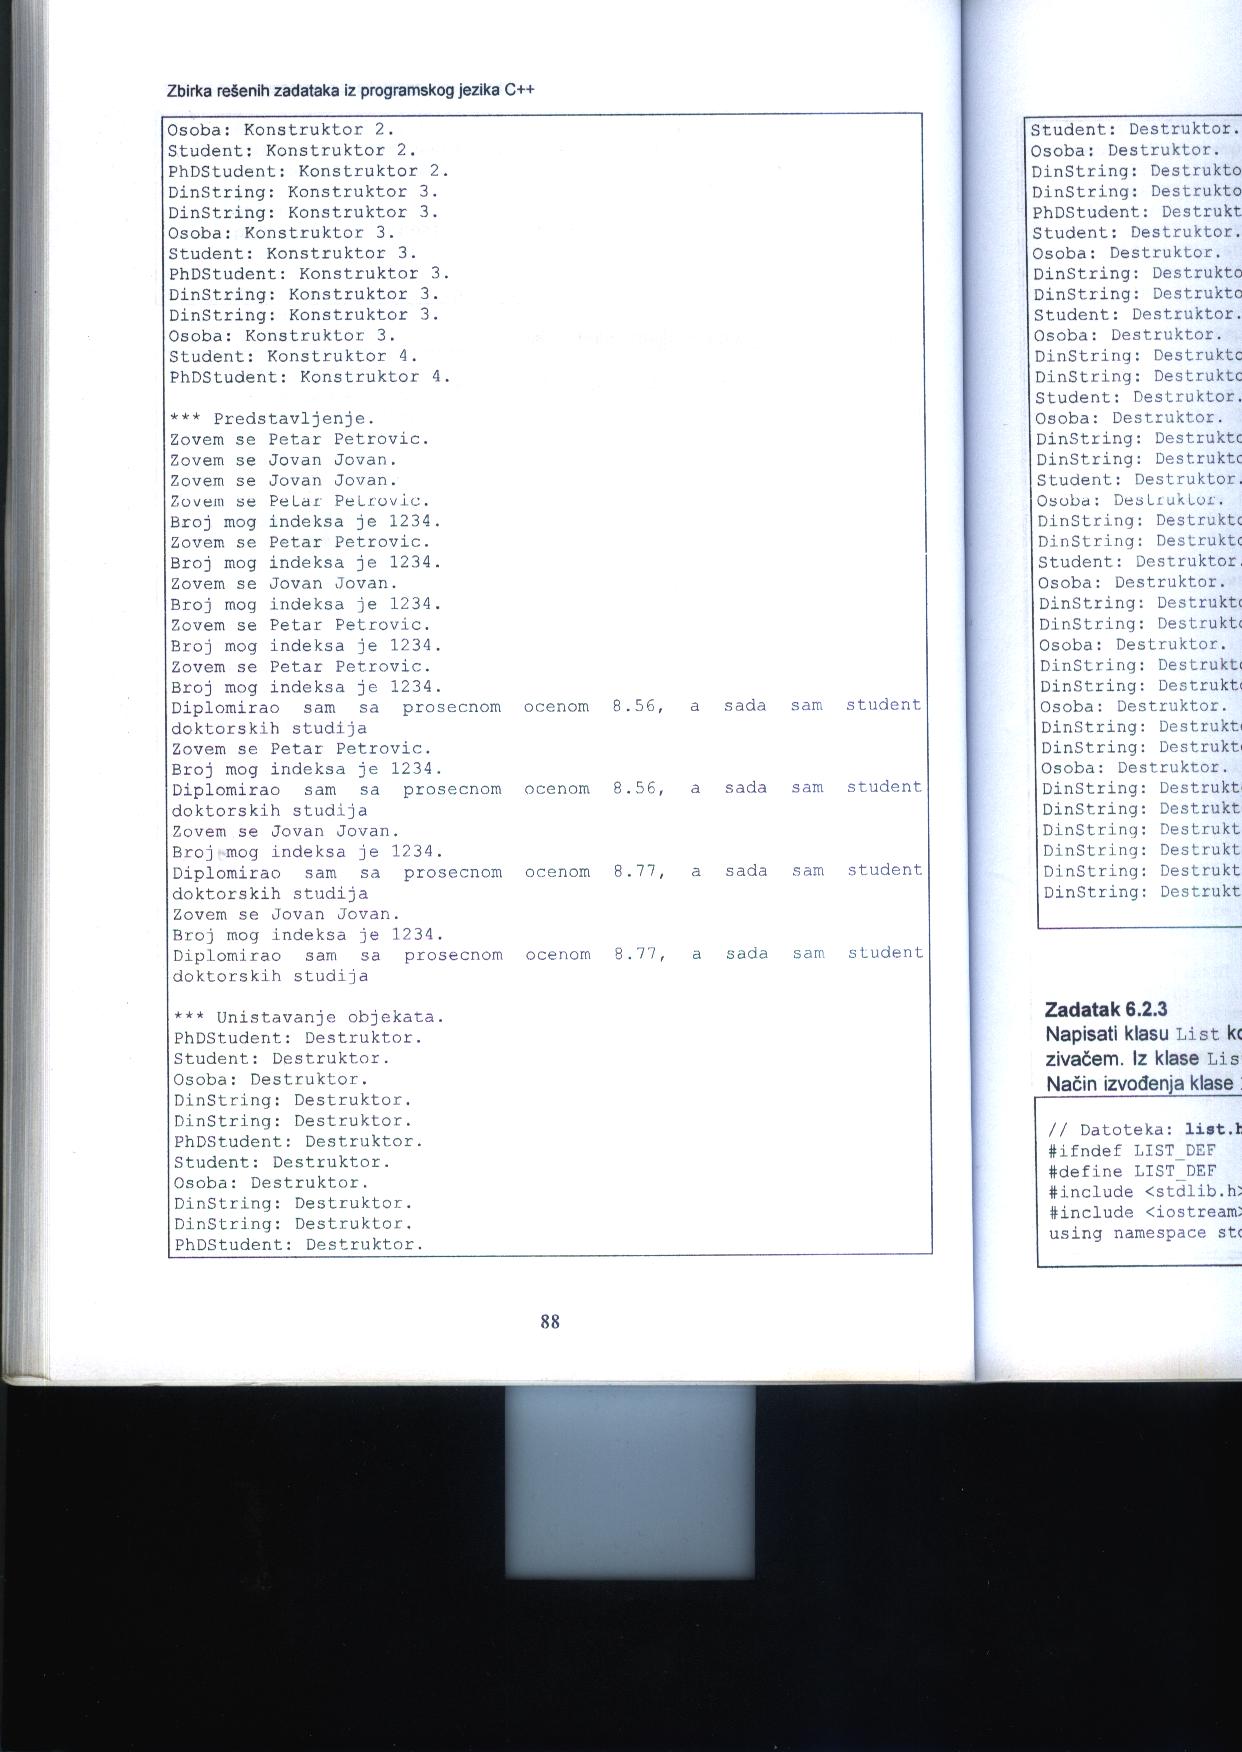 Zbirka rešenih zadataka iz programskog jezika C++
Osoba: Konstruktor 2.
Student: Konstruktor 2.
PhDStudent: Konstruktor 2.
DinString: Konstruktor 3.
DinString: Konstruktor 3.
Osoba: Konstruktor 3.
Student: Konstruktor 3.
PhDStudent: Konstruktor 3.
DinString: Konstruktor 3.
DinString: Konstruktor 3.
Osoba: Konstruktor 3.
Student: Konstruktor 4.
PhDStudent: Konstruktor 4.
*** Predstavljenje.
Zovem se Petar Petrovic.
Zovem se Jovan Jovan.
Zovem se Jovan Jovan.
Zovem se Petar Petrovic.
Broj mog indeksa je 1234.
Zovem se Petar Petrovic.
Broj mog indeksa je 1234.
Zovem se Jovan Jovan.
Broj mog indeksa je 1234.
Zovem se Petar Petrovic.
Broj mog indeksa je 1234.
Zovem se Petar Petrovic.
Broj mog indeksa je 1234.
Diplomirao sam sa prosecnom ocenom 8.56, a sada sam student
doktorskih studija
Zovem se Petar Petrovic.
Broj mog indeksa je 1234.
Diplomirao sam sa prosecnom ocenom 8.56, a sada sam student
doktorskih studija
Zovem se Jovan Jovan.
Broj mog indeksa je 1234.
Diplomirao sam sa prosecnom ocenom 8.77, a sada sam student
doktorskih studija
Zovem se Jovan Jovan.
Broj mog indeksa je 1234.
Diplomirao sam sa prosecnom ocenom 8.77, a sada sam student
doktorskih studija
*** Unistavanje objekata.
PhDStudent: Destruktor.
Student: Destruktor.
Osoba: Destruktor.
DinString: Destruktor.
DinString: Destruktor.
PhDStudent: Destruktor.
Student: Destruktor.
Osoba: Destruktor.
DinString: Destruktor.
DinString: Destruktor.
PhDStudent: Destruktor.
88
Student: Destruktor.
Osoba: Destruktor.
DinString: Destrukto
DinString: Destrukto
PhDStudent: Destrukt
Student: Destruktor.
Osoba: Destruktor.
DinString: Destrukto
DinString: Destrukto
Student: Destruktor.
Osoba: Destruktor.
DinString: Destrukto
DinString: Destrukto
Student: Destruktor.
Osoba: Destruktor.
DinString: Destrukto
DinString: Destrukto
Student: Destruktor.
Osoba: Destruktor.
DinString: Destrukto
DinString: Destrukto
Student: Destruktor.
Osoba: Destruktor.
DinString: Destrukto
DinString: Destrukto
Osoba: Destruktor.
DinString: Destrukto
DinString: Destrukt
Osoba: Destruktor.
DinString: Destrukt
DinString: Destrukt
Osoba: Destruktor.
DinString: Destrukt
DinString: Destrukt
DinString: Destrukt
DinString: Destrukt
DinString: Destrukt
DinString: Destrukt
Zadatak 6.2.3
Napisati klasu List ko
zivačem. Iz klase Lis
Način izvođenja klase
// Datoteka: list.h
#ifndef LIST_DEF
#define LIST_DEF
#include <stdlib.h>
#include <iostream>
using namespace std